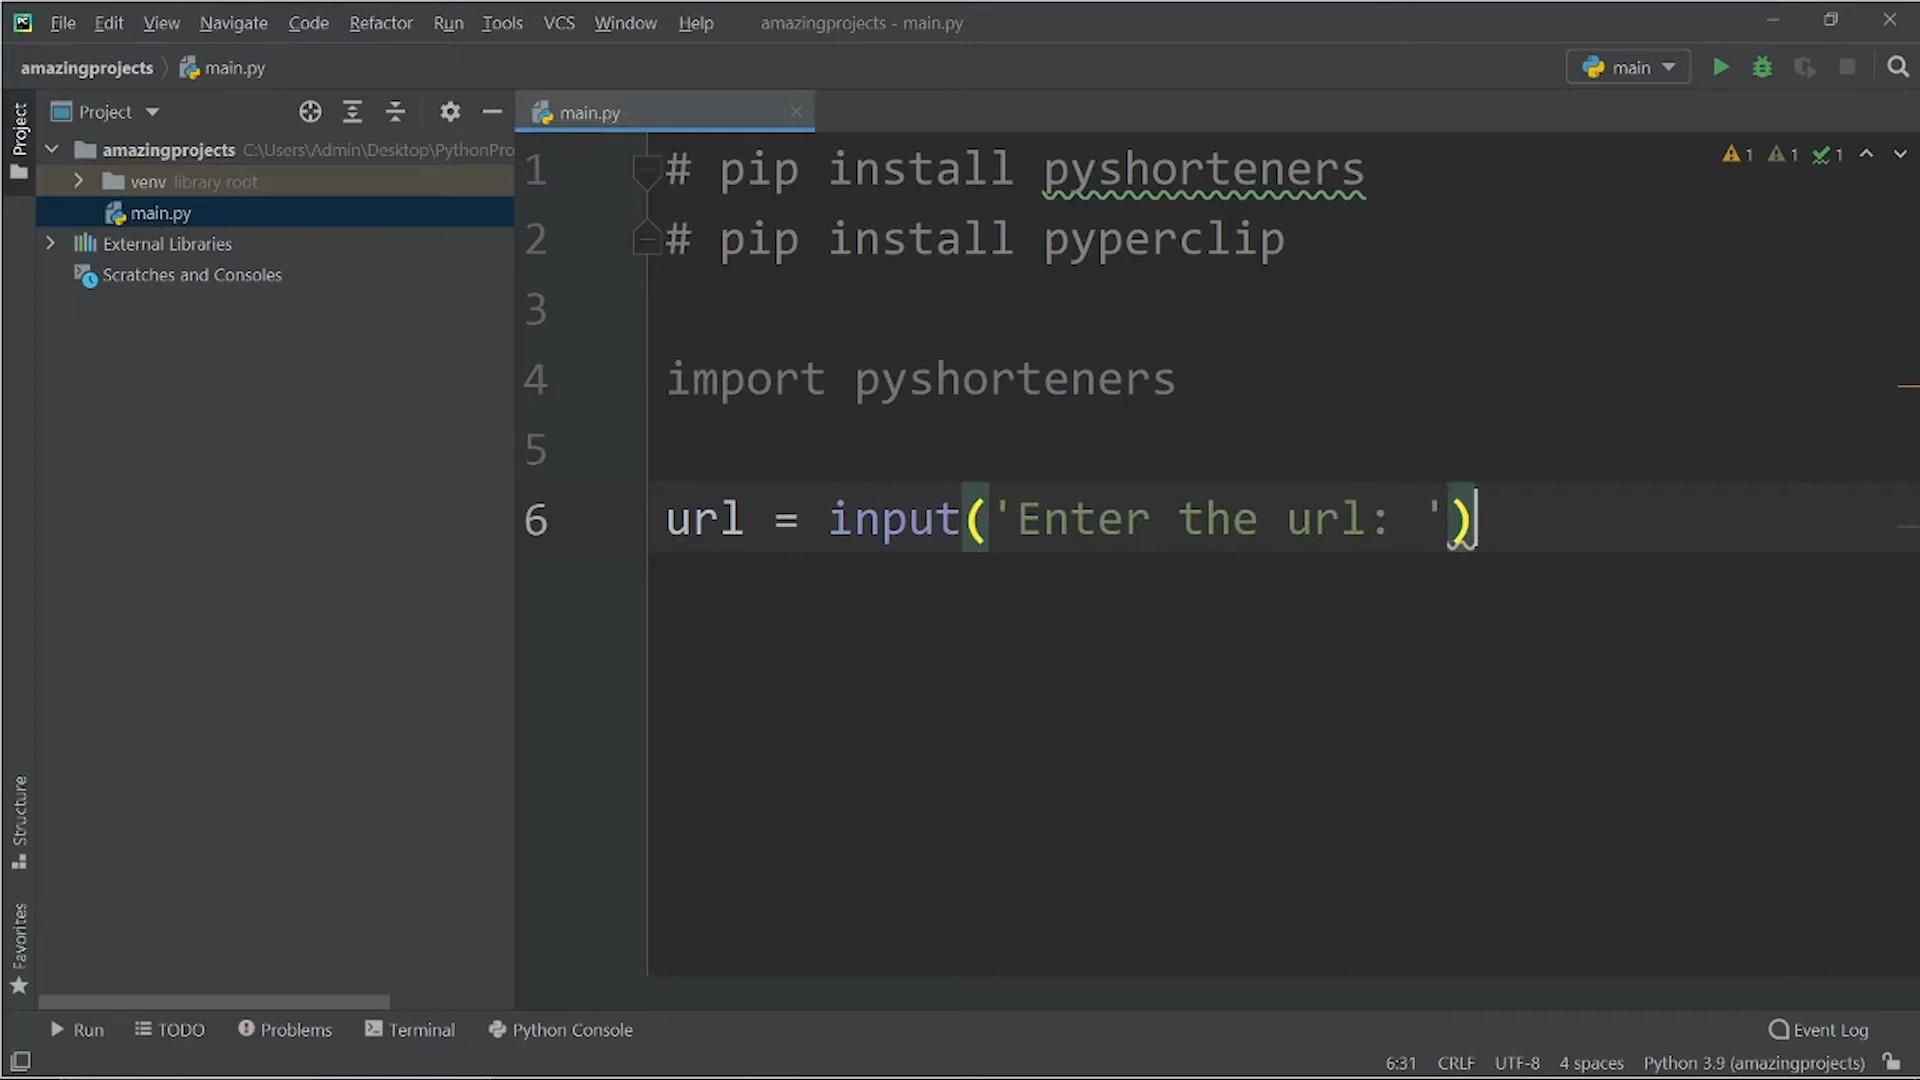 File Edit View Navigate Code Refactor Run Tools VCS Window Help amazingprojects - main.py
amazingprojects main.py main
Project Project main.py
amazingprojects C:\Users\Admin\Desktop\PythonPro
venv library root
main.py
External Libraries
Scratches and Consoles
1 # pip install pyshorteners
1 1 1
2 # pip install pyperclip
3
4 import pyshorteners
5
6 url = input('Enter the url: ')
Structure
Favorites
Run TODO Problems Terminal Python Console Event Log
6:31 CRLF UTF-8 4 spaces Python 3.9 (amazingprojects)